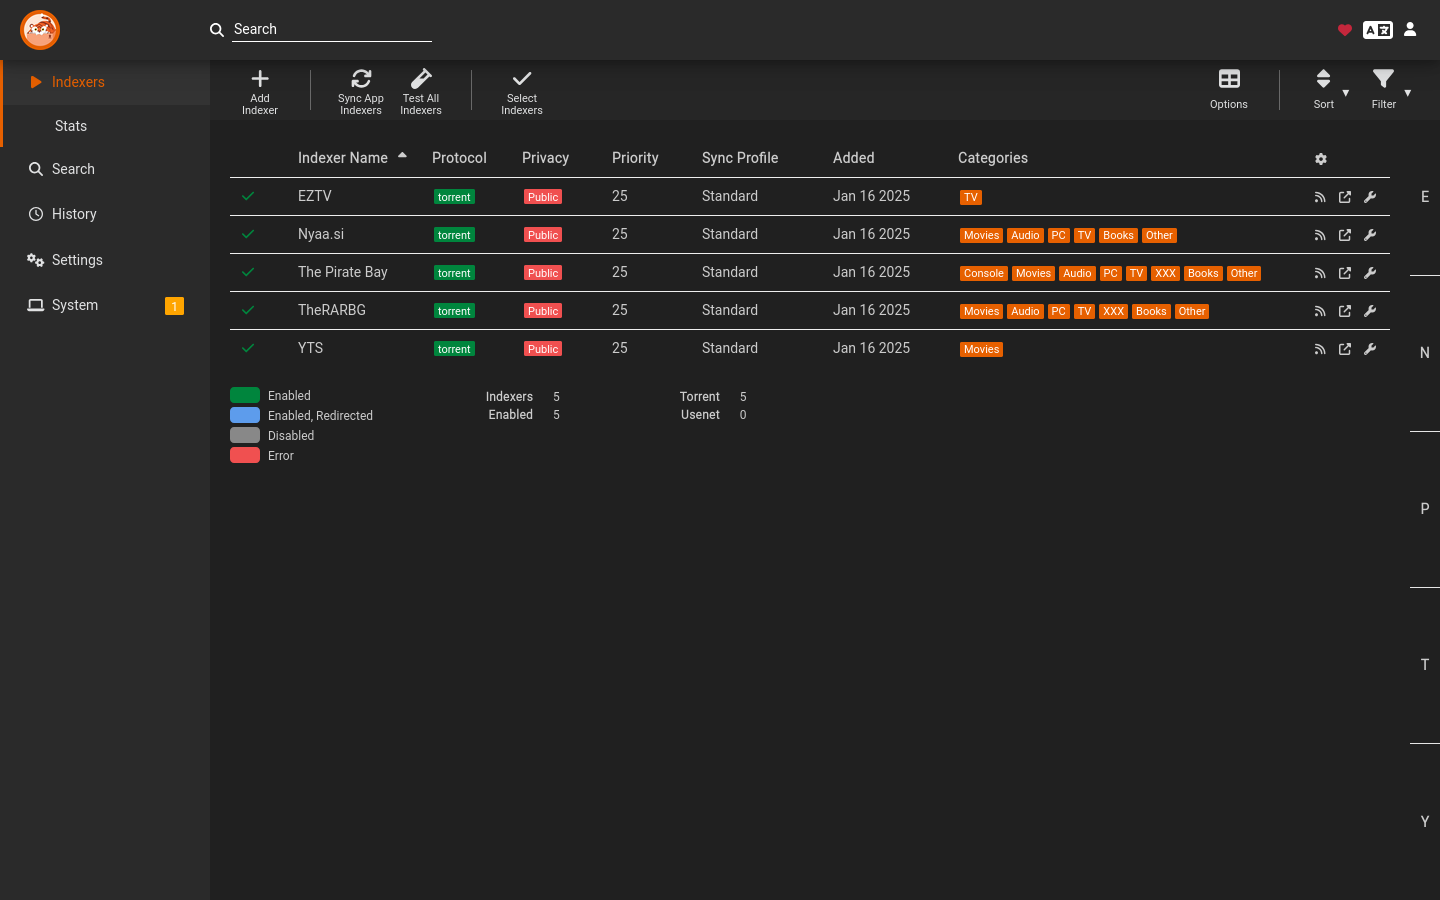 Search
Indexers
Stats
Search
History
Settings
System 1
Add Indexer
Sync App Indexers
Test All Indexers
Select Indexers
Options
Sort
Filter
Indexer Name Protocol Privacy Priority Sync Profile Added Categories
EZTV torrent Public 25 Standard Jan 16 2025 TV
Nyaa.si torrent Public 25 Standard Jan 16 2025 Movies Audio PC TV Books Other
The Pirate Bay torrent Public 25 Standard Jan 16 2025 Console Movies Audio PC TV XXX Books Other
TheRARBG torrent Public 25 Standard Jan 16 2025 Movies Audio PC TV XXX Books Other
YTS torrent Public 25 Standard Jan 16 2025 Movies
Enabled
Enabled, Redirected
Disabled
Error
Indexers 5
Enabled 5
Torrent 5
Usenet 0
E
N
P
T
Y